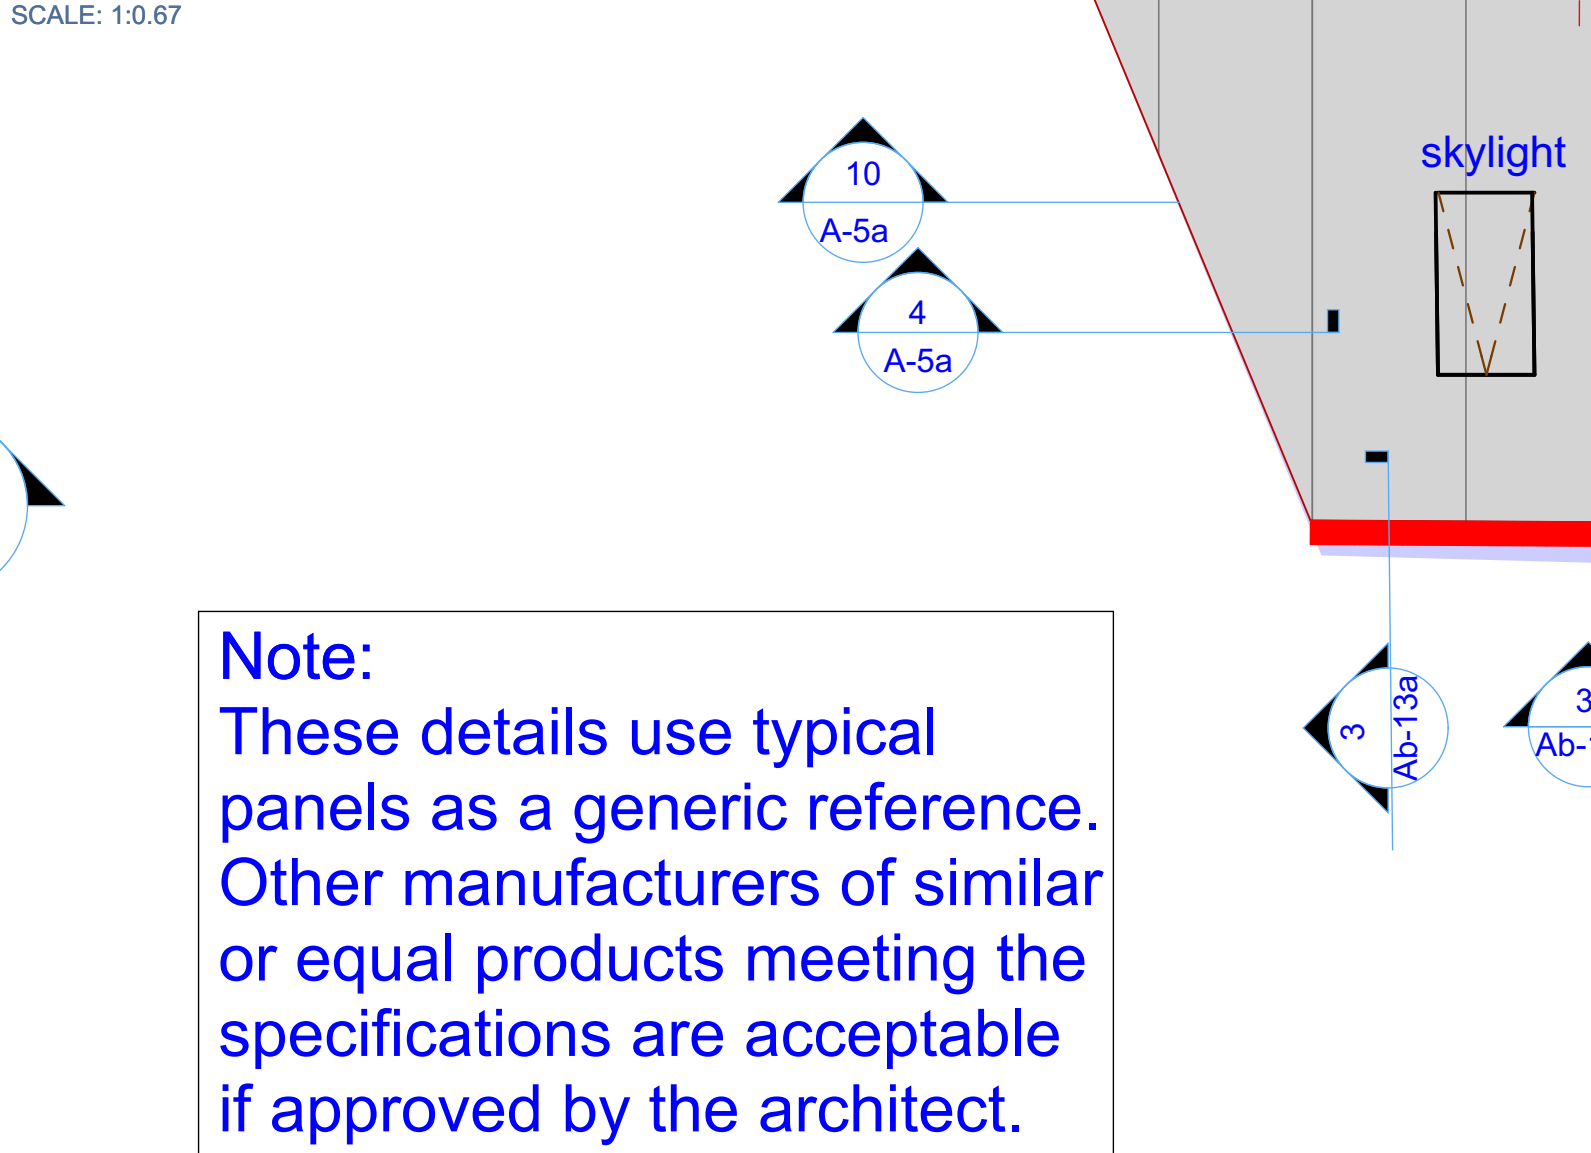 SCALE: 1:0.67
skylight
10
A-5a
4
A-5a
3
Ab-13a
3
Note:
These details use typical
panels as a generic reference.
Other manufacturers of similar
or equal products meeting the
specifications are acceptable
if approved by the architect.